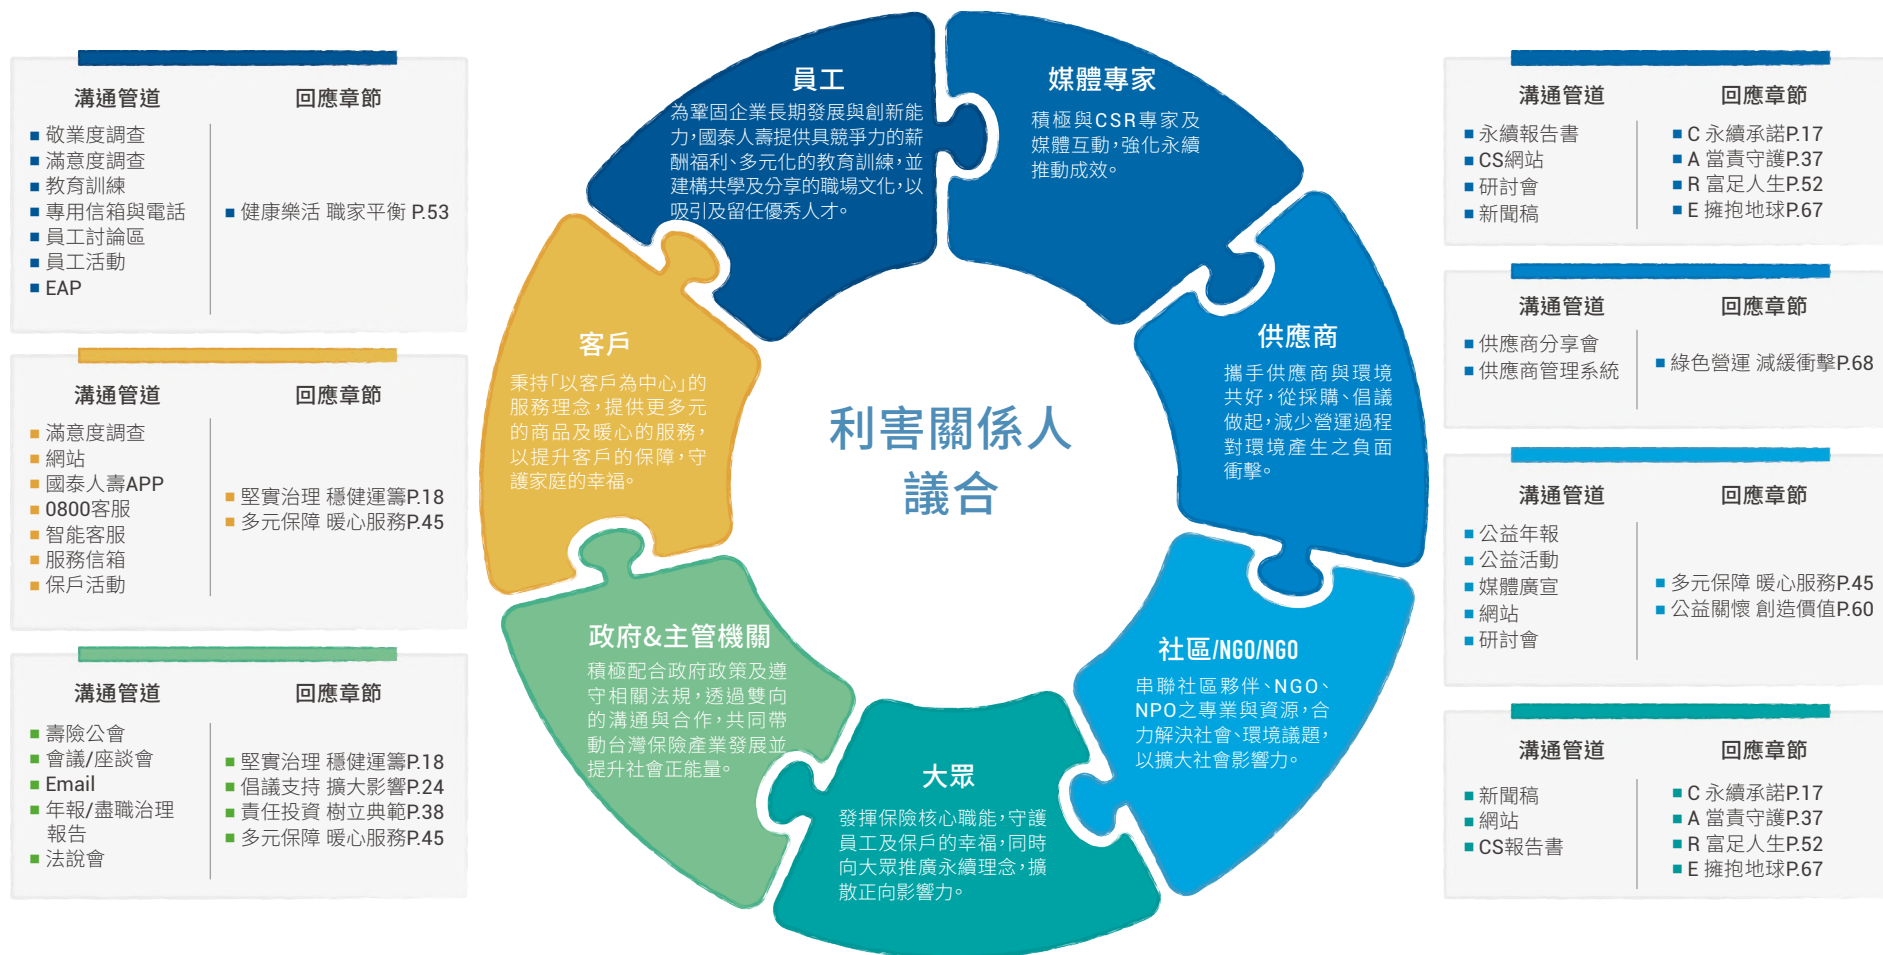 溝通管道
回應章節
敬業度調查
滿意度調查
教育訓練
專用信箱與電話
員工討論區
員工活動
EAP
健康樂活 職家平衡 P.53
溝通管道
回應章節
滿意度調查
網站
國泰人壽APP
0800客服
智能客服
服務信箱
保戶活動
堅實治理 穩健運籌P.18
多元保障 暖心服務P.45
溝通管道
回應章節
壽險公會
會議/座談會
Email
年報/盡職治理
報告
法說會
堅實治理 穩健運籌P.18
倡議支持 擴大影響P.24
責任投資 樹立典範P.38
多元保障 暖心服務P.45
利害關係人
議合
員工
為鞏固企業長期發展與創新能
力,國泰人壽提供具競爭力的薪
酬福利、多元化的教育訓練,並
建構共學及分享的職場文化,以
吸引及留任優秀人才。
媒體專家
積極與CSR專家及
媒體互動,強化永續
推動成效。
供應商
攜手供應商與環境
共好,從採購、倡議
做起,減少營運過程
對環境產生之負面
衝擊。
社區/NGO/NGO
串聯社區夥伴、NGO、
NPO之專業與資源,合
力解決社會、環境議題,
以擴大社會影響力。
大眾
發揮保險核心職能,守護
員工及保戶的幸福,同時
向大眾推廣永續理念,擴
散正向影響力。
政府&主管機關
積極配合政府政策及遵
守相關法規,透過雙向
的溝通與合作,共同帶
動台灣保險產業發展並
提升社會正能量。
客戶
秉持「以客戶為中心」的
服務理念,提供更多元
的商品及暖心的服務,
以提升客戶的保障,守
護家庭的幸福。
溝通管道
回應章節
永續報告書
CS網站
研討會
新聞稿
C 永續承諾P.17
A 當責守護P.37
R 富足人生P.52
E 擁抱地球P.67
溝通管道
回應章節
供應商分享會
供應商管理系統
綠色營運 減緩衝擊P.68
溝通管道
回應章節
公益年報
公益活動
媒體廣宣
網站
研討會
多元保障 暖心服務P.45
公益關懷 創造價值P.60
溝通管道
回應章節
新聞稿
網站
CS報告書
C 永續承諾P.17
A 當責守護P.37
R 富足人生P.52
E 擁抱地球P.67